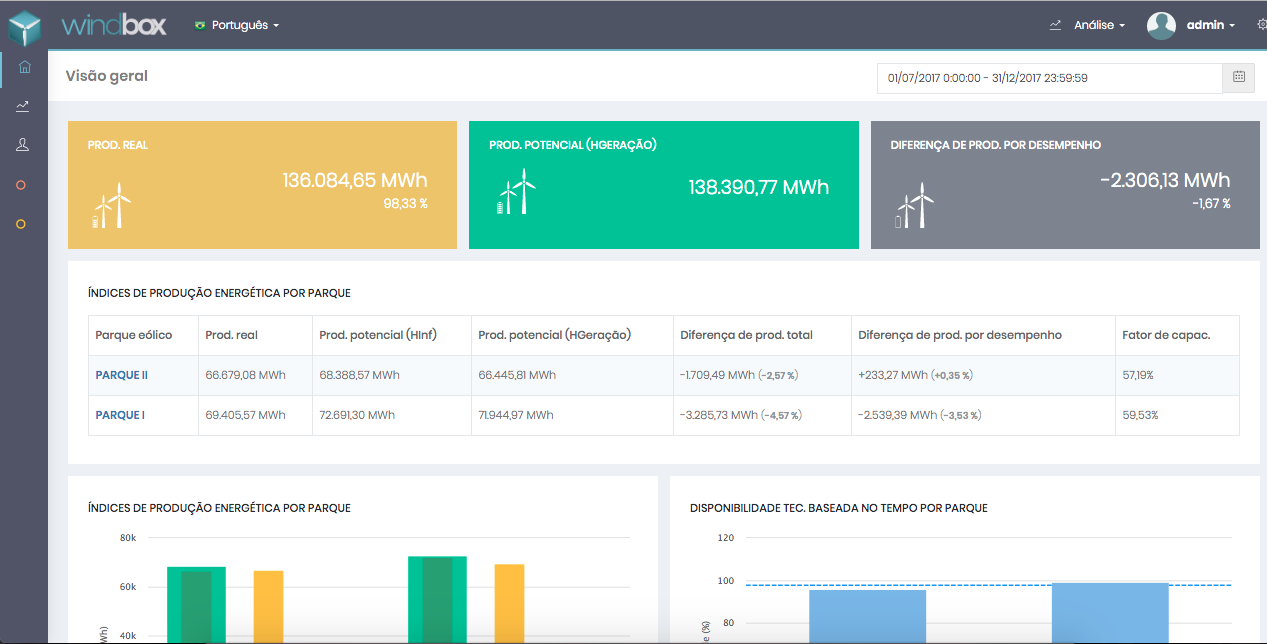 windbox
Português
Análise
admin
Visão geral
01/07/2017 0:00:00 - 31/12/2017 23:59:59
PROD. REAL
136.084,65 MWh
98,33 %
PROD. POTENCIAL (HGERAÇÃO)
138.390,77 MWh
DIFERENÇA DE PROD. POR DESEMPENHO
-2.306,13 MWh
-1,67 %
ÍNDICES DE PRODUÇÃO ENERGÉTICA POR PARQUE
Parque eólico Prod. real Prod. potencial (HInf) Prod. potencial (HGeração) Diferença de prod. total Diferença de prod. por desempenho Fator de capac.
PARQUE II 66.679,08 MWh 68.388,57 MWh 66.445,81 MWh -1.709,49 MWh (-2,57 %) +233,27 MWh (+0,35 %) 57,19%
PARQUE I 69.405,57 MWh 72.691,30 MWh 71.944,97 MWh -3.285,73 MWh (-4,57 %) -2.539,39 MWh (-3,53 %) 59,53%
ÍNDICES DE PRODUÇÃO ENERGÉTICA POR PARQUE
80k
60k
40k
Wh)
DISPONIBILIDADE TEC. BASEADA NO TEMPO POR PARQUE
120
100
80
e (%)